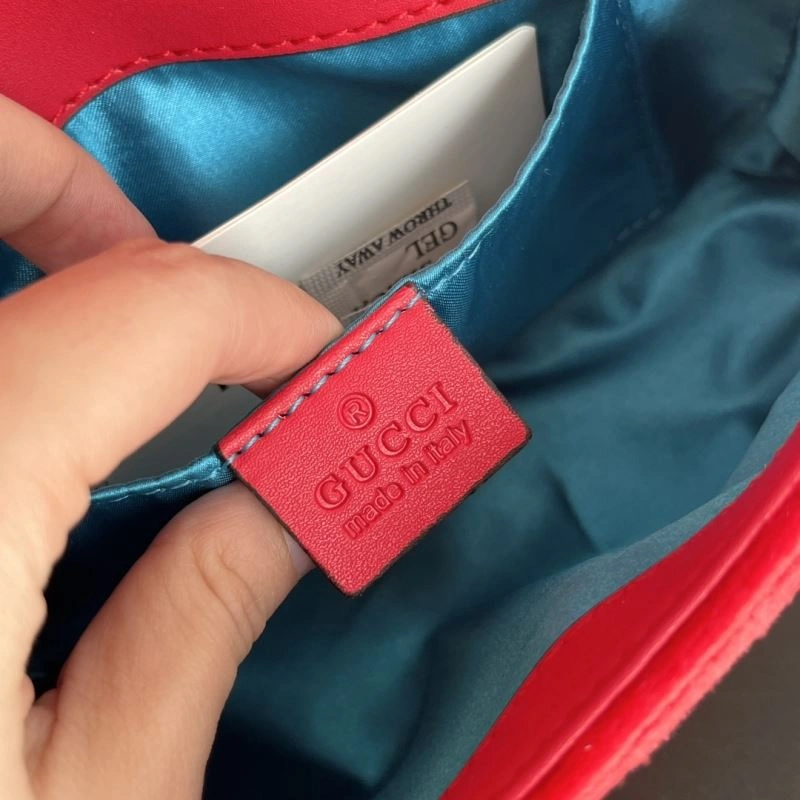 ®
GUCCI
made in Italy
GEL
THROW AWAY